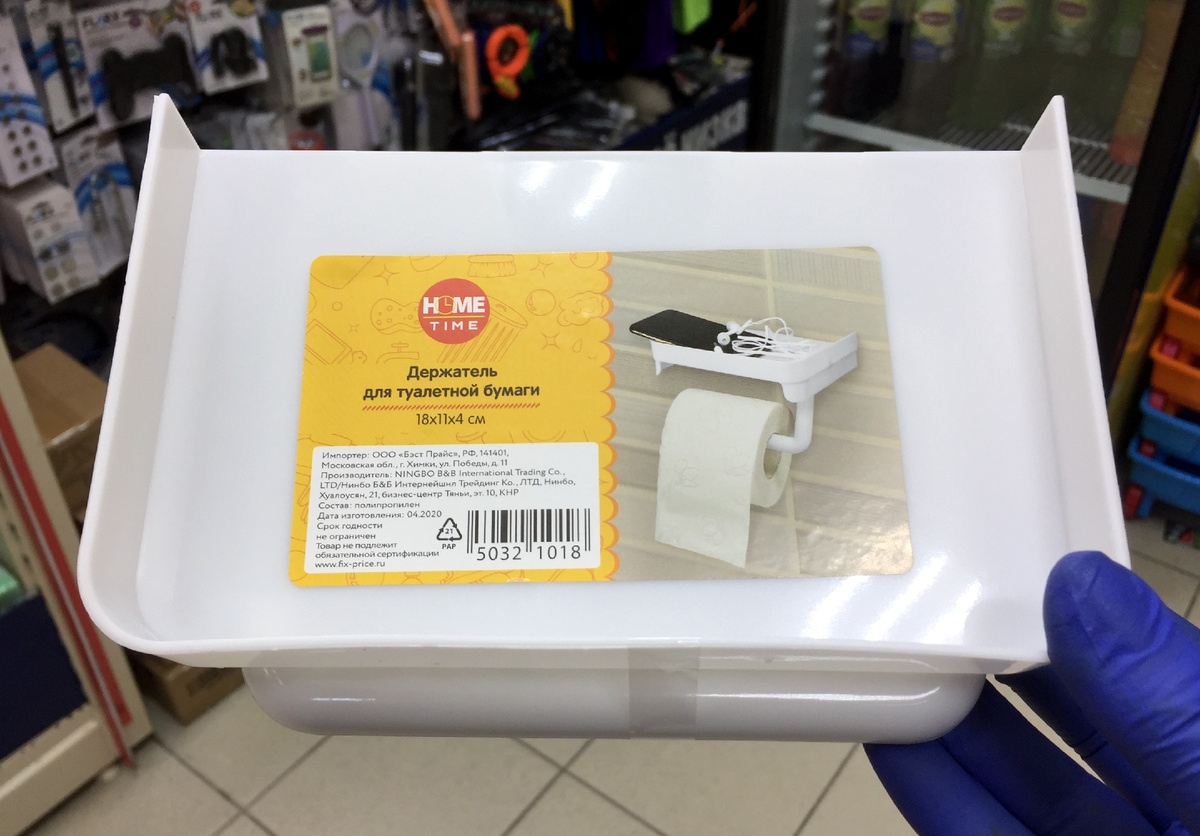 HOME
TIME
Держатель
для туалетной бумаги
18х11х4 см
Импортер: ООО «Бэст Прайс», РФ, 141401,
Московская обл., г. Химки, ул. Победы, д. 11
Производитель: NINGBO B&B International Trading Co.,
LTD/Нинбо Б&Б Интернейшнл Трейдинг Ко., ЛТД, Нинбо,
Хуалоусян, 21, бизнес-центр Тяньи, эт. 10, КНР
Состав: полипропилен
Дата изготовления: 04.2020
Срок годности
не ограничен
Товар не подлежит
обязательной сертификации
www.fix-price.ru
21
PAP
5032 1018